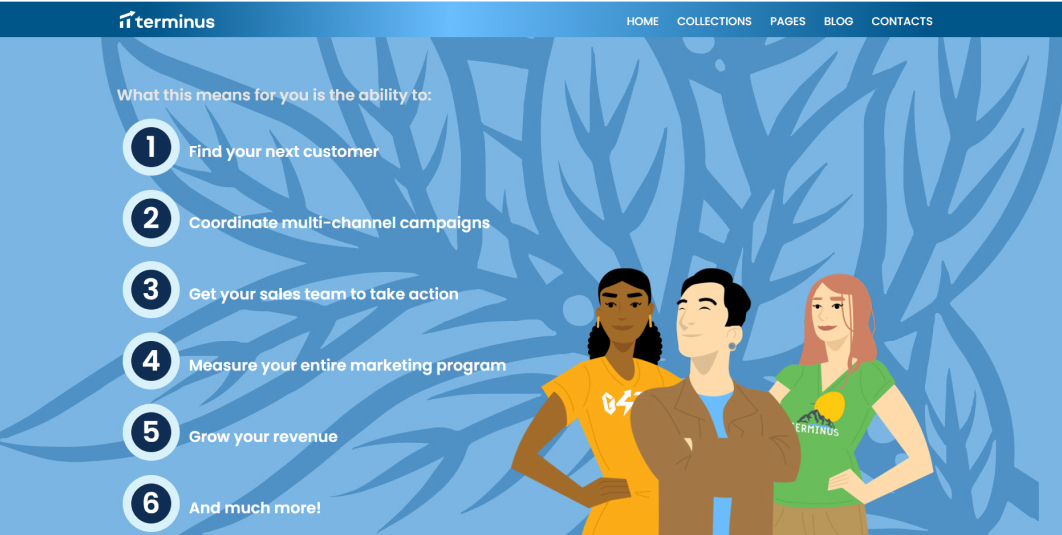 terminus
HOME COLLECTIONS PAGES BLOG CONTACTS
What this means for you is the ability to:
1 Find your next customer
2 Coordinate multi-channel campaigns
3 Get your sales team to take action
4 Measure your entire marketing program
5 Grow your revenue
6 And much more!
ERMINUS